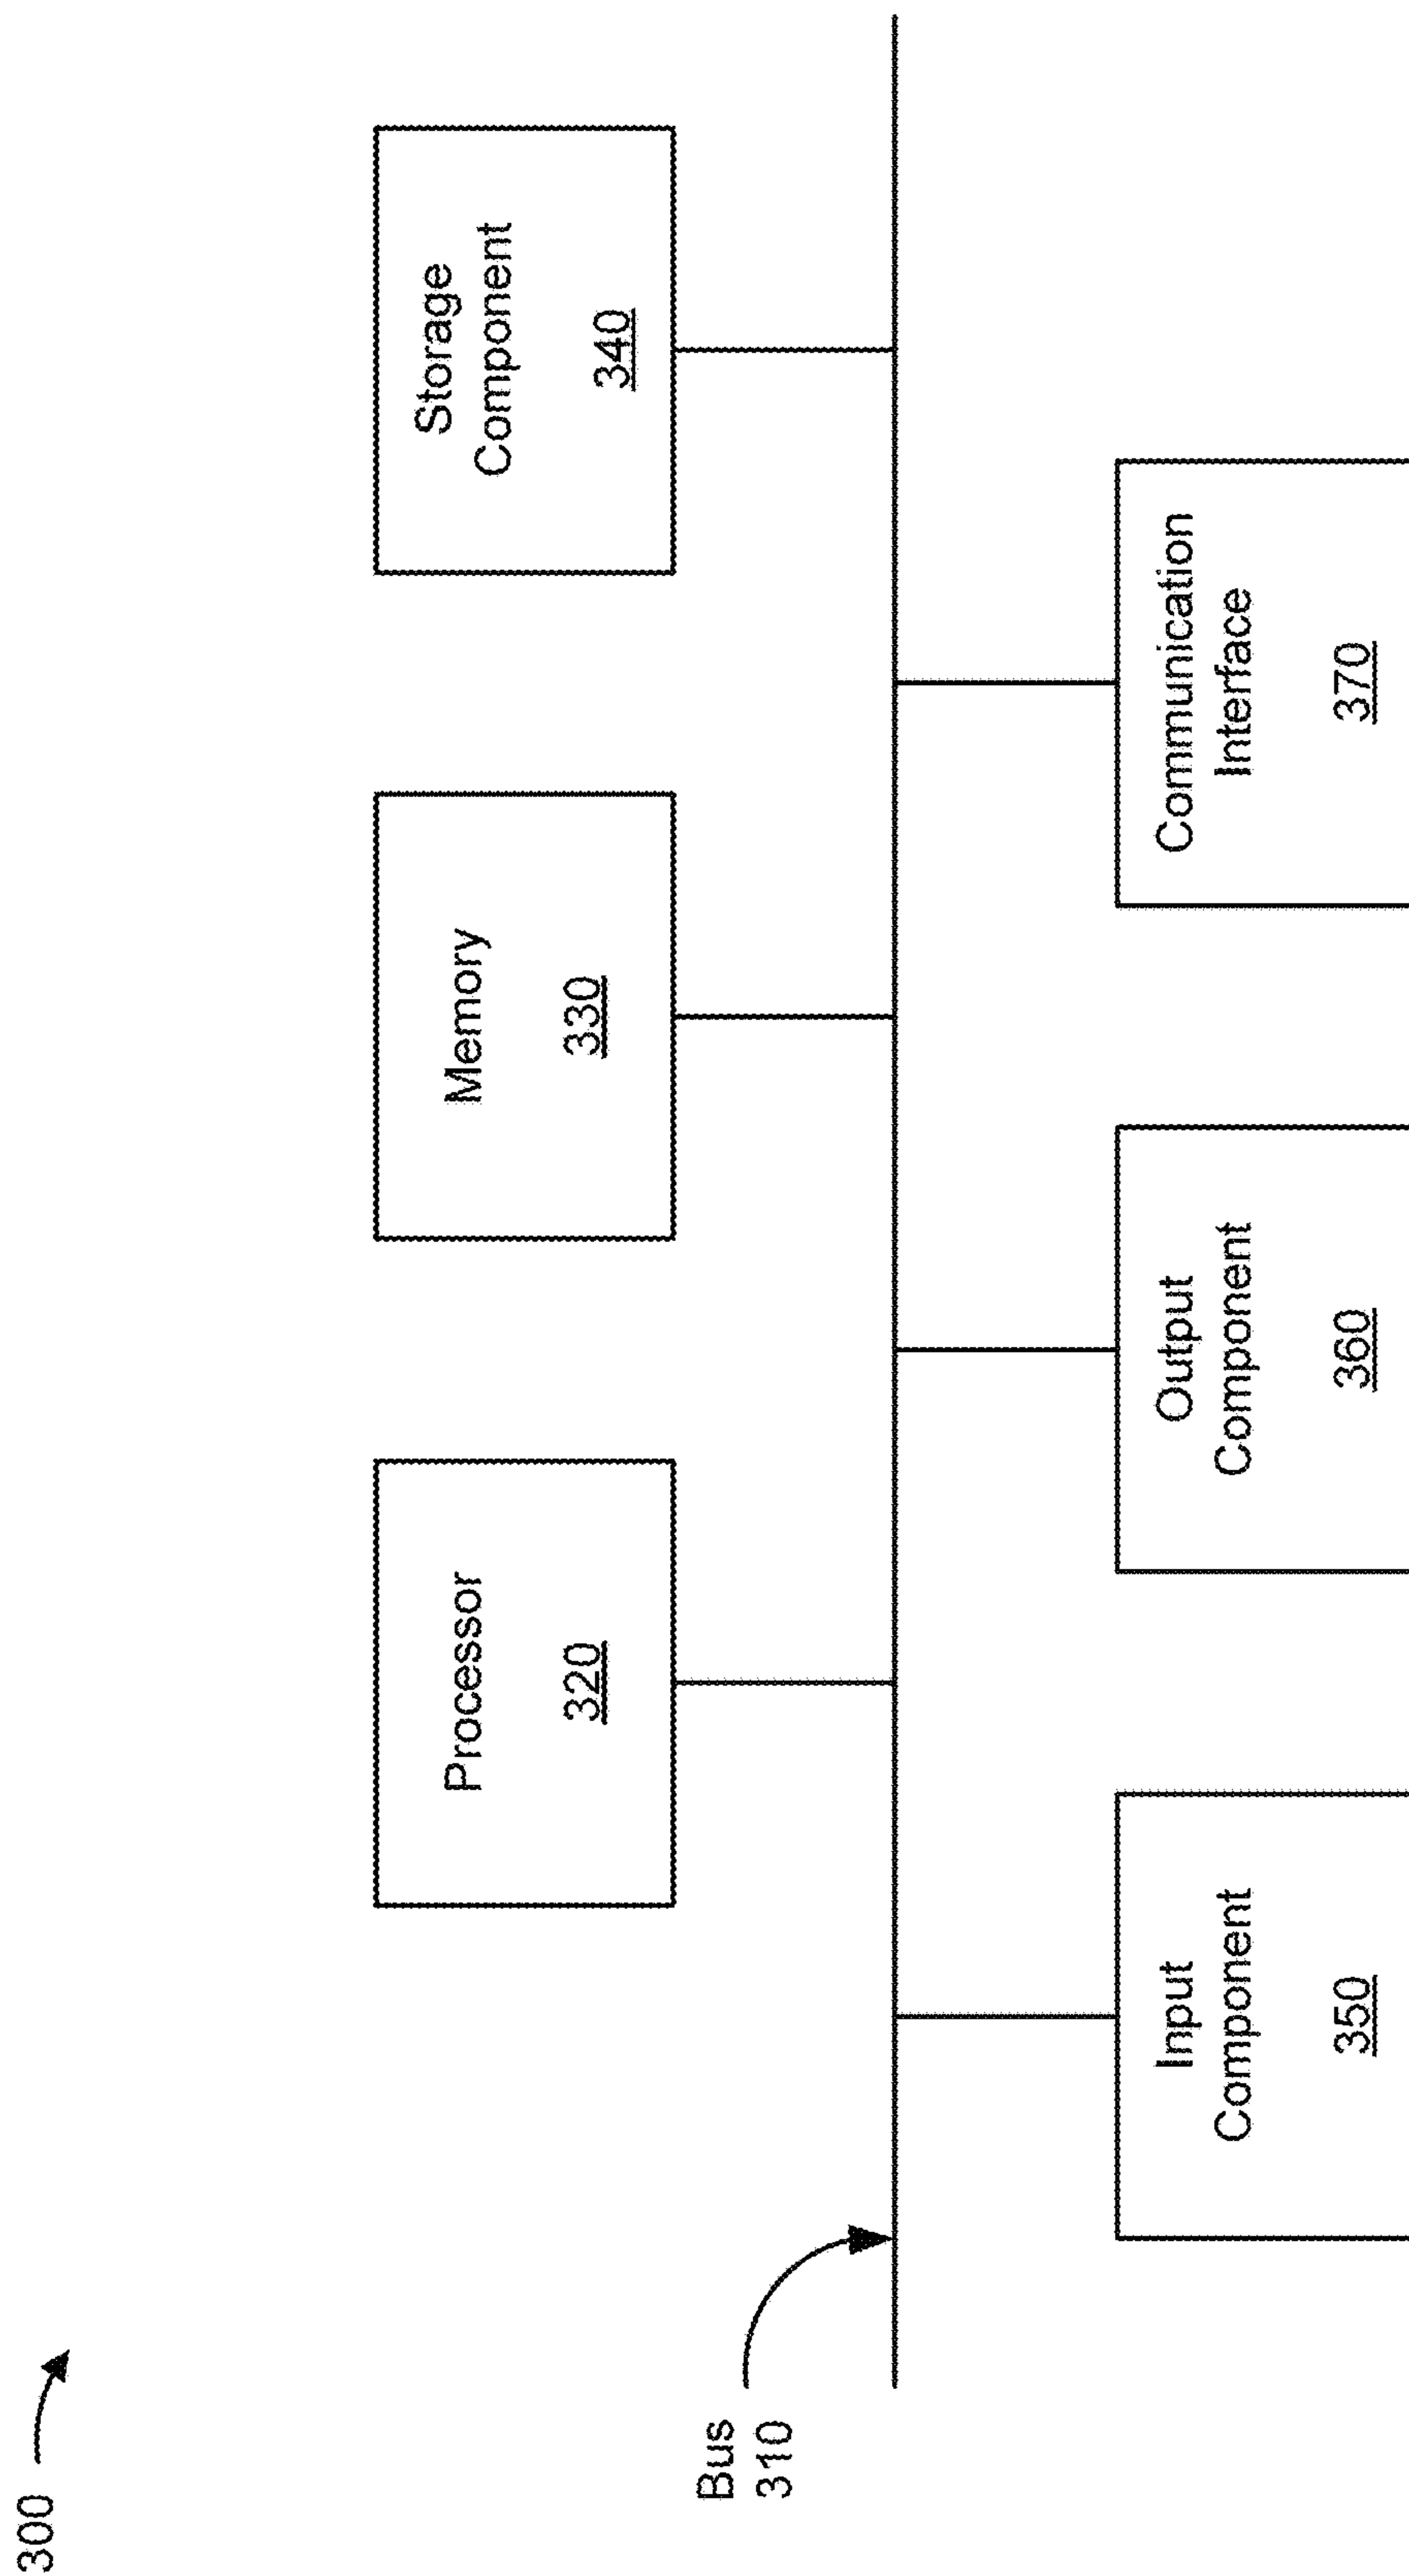 300
Bus
310
Processor
320
Memory
330
Storage
Component
340
Input
Component
350
Output
Component
360
Communication
Interface
370